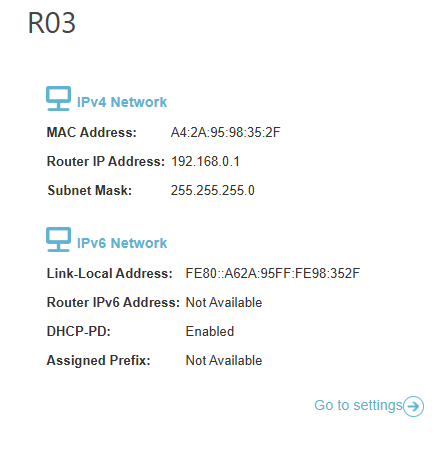 R03
IPv4 Network
MAC Address: A4:2A:95:98:35:2F
Router IP Address: 192.168.0.1
Subnet Mask: 255.255.255.0
IPv6 Network
Link-Local Address: FE80::A62A:95FF:FE98:352F
Router IPv6 Address: Not Available
DHCP-PD: Enabled
Assigned Prefix: Not Available
Go to settings